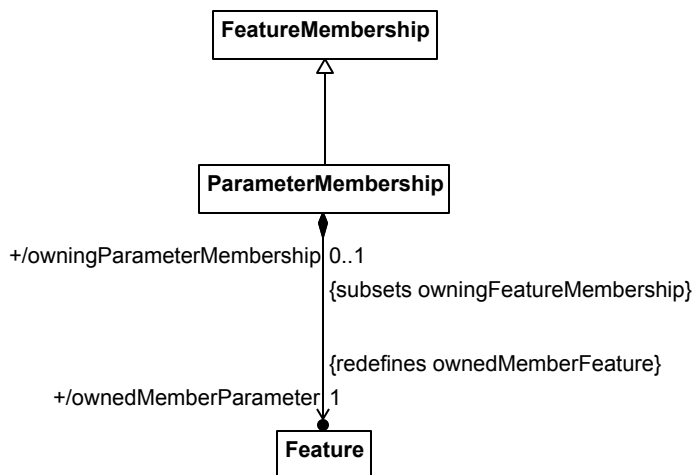 FeatureMembership
ParameterMembership
+/owningParameterMembership 0..1
{subsets owningFeatureMembership}
{redefines ownedMemberFeature}
+/ownedMemberParameter 1
Feature